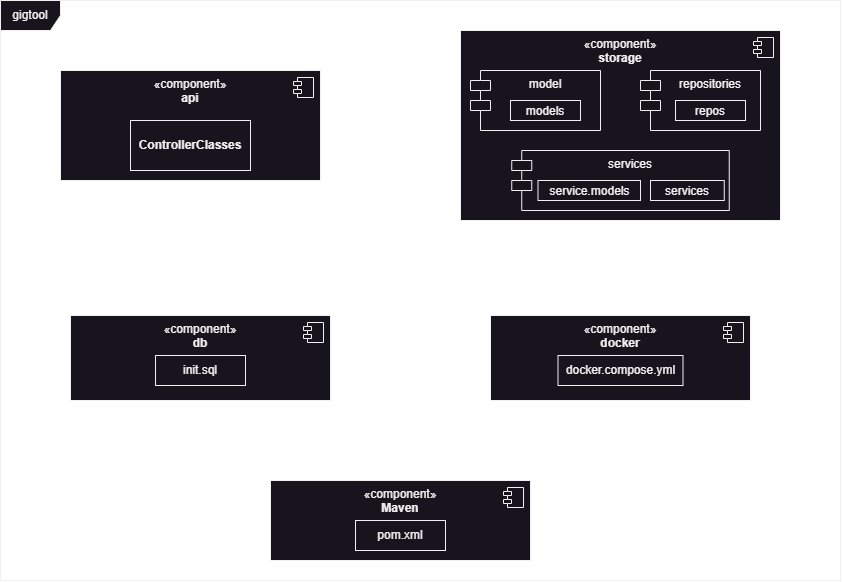 gigtool
«component»
api
ControllerClasses
«component»
storage
model
models
repositories
repos
services
service.models
services
«component»
db
init.sql
«component»
docker
docker.compose.yml
«component»
Maven
pom.xml